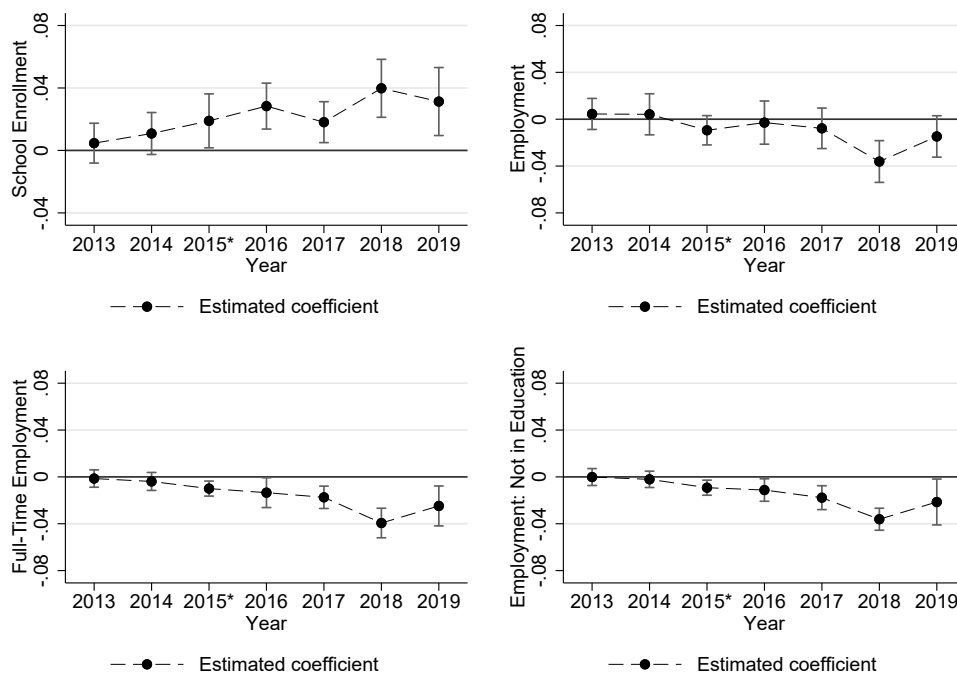 School Enrollment
.08
.04
0
-.04
2013 2014 2015* 2016 2017 2018 2019
Year
Estimated coefficient
Employment
.08
.04
0
-.04
-.08
2013 2014 2015* 2016 2017 2018 2019
Year
Estimated coefficient
Full-Time Employment
.08
.04
0
-.04
-.08
2013 2014 2015* 2016 2017 2018 2019
Year
Estimated coefficient
Employment: Not in Education
.08
.04
0
-.04
-.08
2013 2014 2015* 2016 2017 2018 2019
Year
Estimated coefficient